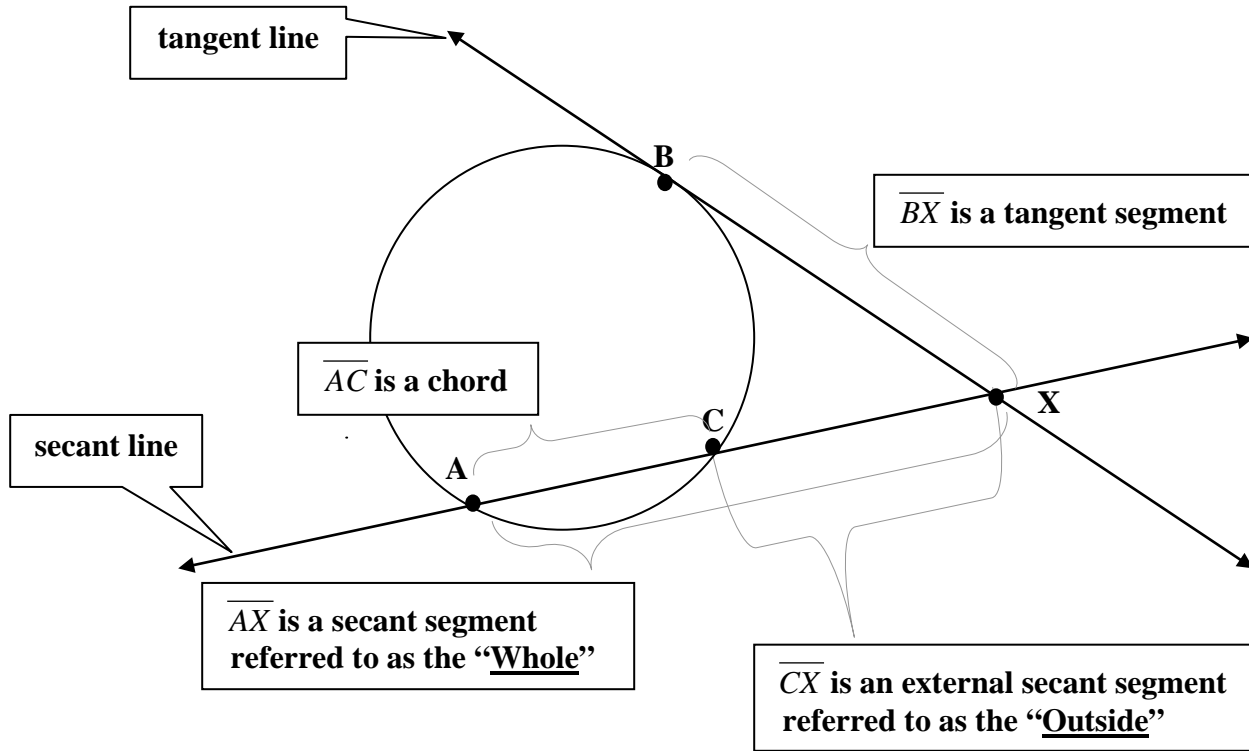 tangent line
B
BX is a tangent segment
AC is a chord
X
C
secant line
A
AX is a secant segment
referred to as the “Whole”
CX is an external secant segment
referred to as the “Outside”